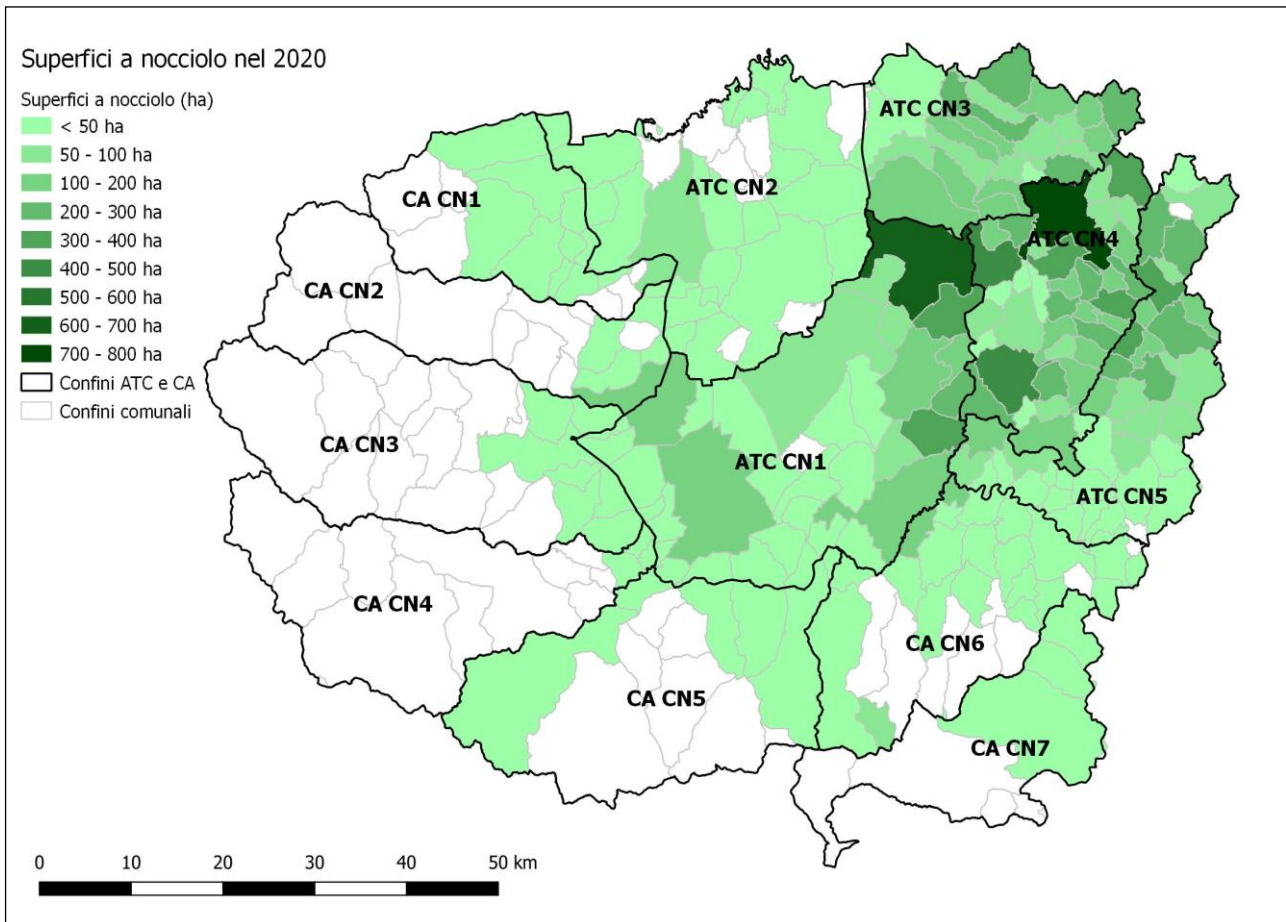 Superfici a nocciolo nel 2020
Superfici a nocciolo (ha)
< 50 ha
50 - 100 ha
100 - 200 ha
200 - 300 ha
300 - 400 ha
400 - 500 ha
500 - 600 ha
600 - 700 ha
700 - 800 ha
Confini ATC e CA
Confini comunali
ATC CN3
ATC CN2
CA CN1
ATC CN4
CA CN2
CA CN3
ATC CN1
ATC CN5
CA CN4
CA CN6
CA CN5
CA CN7
0 10 20 30 40 50 km